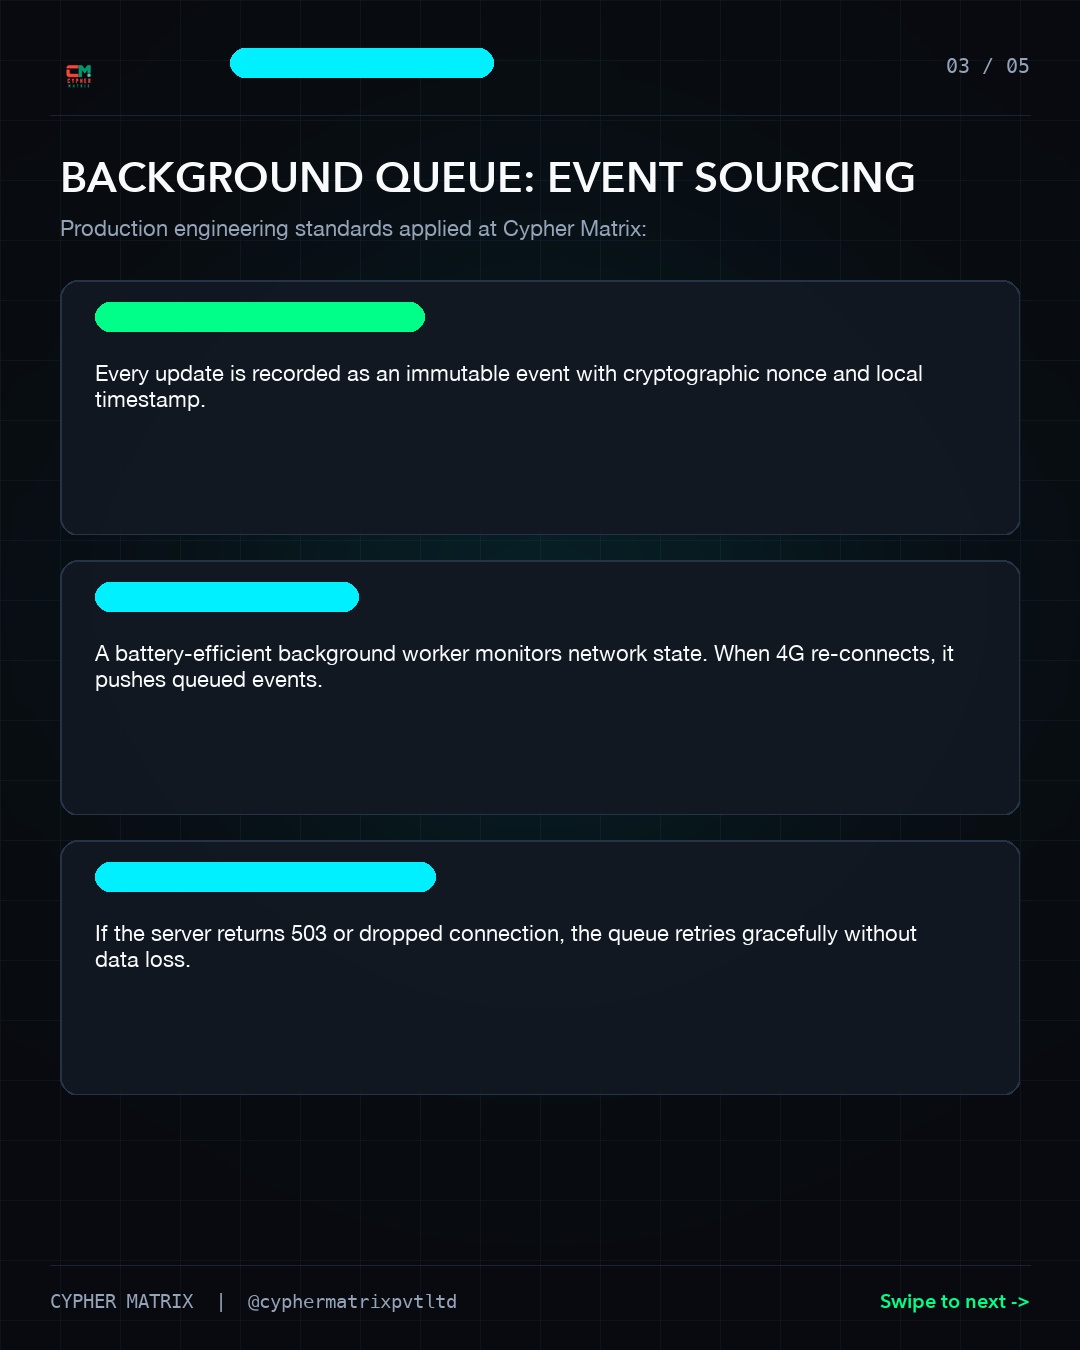 CM
CYPHER
MATRIX
03 / 05
BACKGROUND QUEUE: EVENT SOURCING
Production engineering standards applied at Cypher Matrix:
Every update is recorded as an immutable event with cryptographic nonce and local
timestamp.
A battery-efficient background worker monitors network state. When 4G re-connects, it
pushes queued events.
If the server returns 503 or dropped connection, the queue retries gracefully without
data loss.
CYPHER MATRIX | @cyphermatrixpvtltd
Swipe to next ->